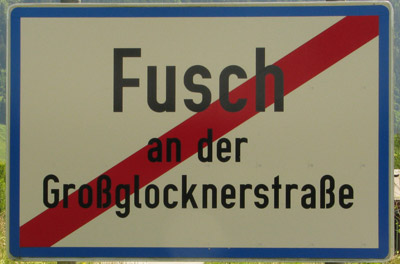 Fusch
an der
Großglocknerstraße